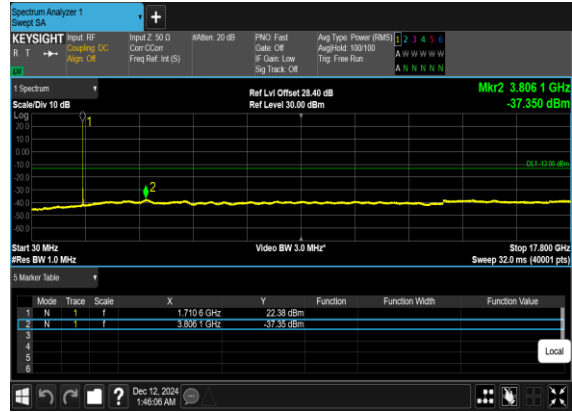 Spectrum Analyzer 1
Swept SA
+
KEYSIGHT Input: RF Input Z: 50 Ω #Atten: 20 dB PNO: Fast Avg Type: Power (RMS) 1 2 3 4 5 6
R T Coupling: DC Corr CCorr Gate: Off Avg|Hold: 100/100 A W W W W W
Align: Off Freq Ref: Int (S) IF Gain: Low Trig: Free Run
Sig Track: Off A N N N N N
1 Spectrum Ref Lvl Offset 28.40 dB Mkr2 3.806 1 GHz
Scale/Div 10 dB Ref Level 30.00 dBm -37.350 dBm
Log
1
20.0
10.0
0.00
-10.0 DL1 -13.00 dBm
-20.0
-30.0 2
-40.0
-50.0
-60.0
Start 30 MHz Video BW 3.0 MHz* Stop 17.800 GHz
#Res BW 1.0 MHz Sweep 32.0 ms (40001 pts)
5 Marker Table
Mode Trace Scale X Y Function Function Width Function Value
1 N 1 f 1.710 6 GHz 22.38 dBm
2 N 1 f 3.806 1 GHz -37.35 dBm
3
4
5
6
Local
? Dec 12, 2024
1:46:06 AM